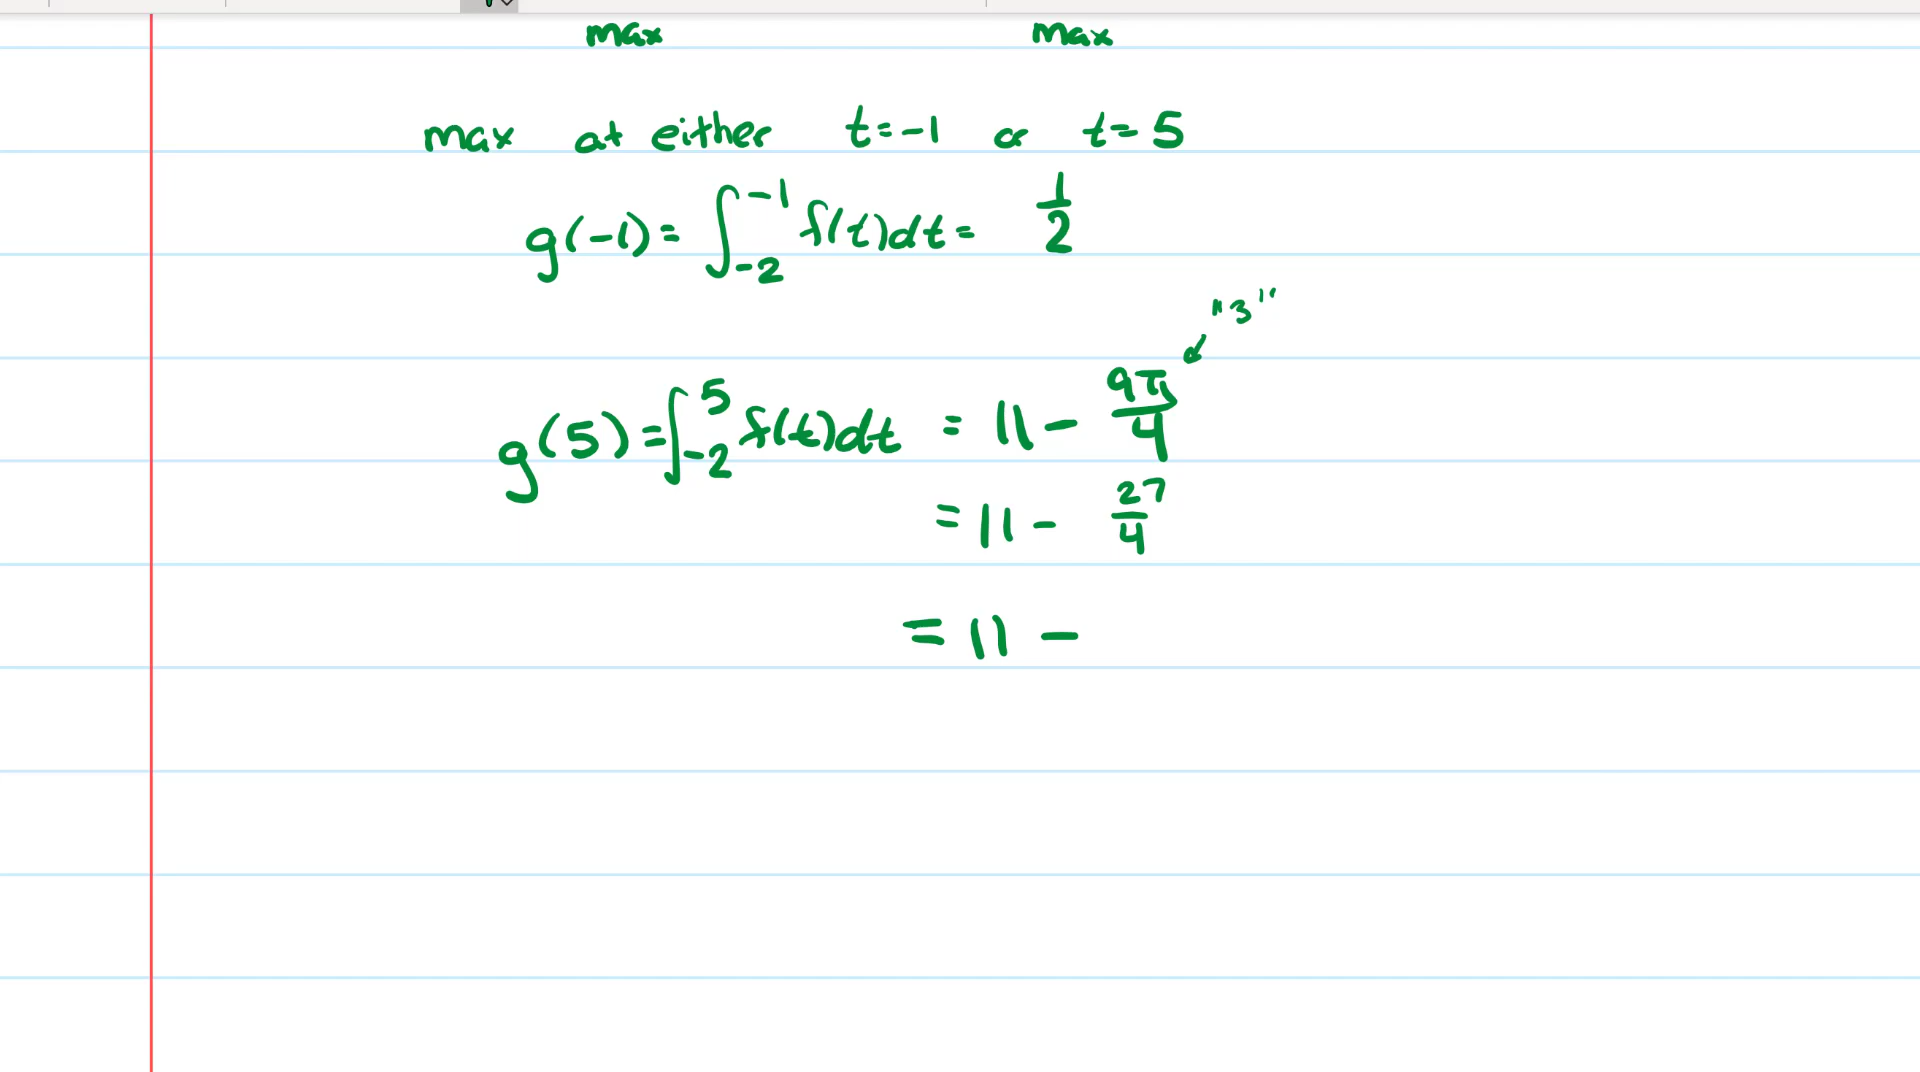 max max
max at either t=-1 or t=5
g(-1)= ∫_{-2}^{-1} f(t)dt= 1/2
"3"
g(5)=∫_{-2}^{5} f(t)dt = 11 - 9π/4
=11 - 27/4
=11 -